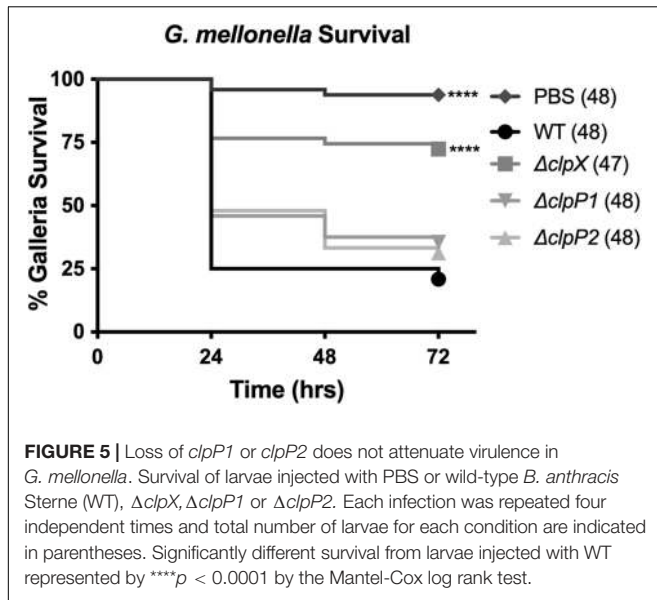 G. mellonella Survival
100
75
50
25
0
% Galleria Survival
0
24
48
72
Time (hrs)
****
****
PBS (48)
WT (48)
ΔclpX (47)
ΔclpP1 (48)
ΔclpP2 (48)
FIGURE 5 | Loss of clpP1 or clpP2 does not attenuate virulence in
G. mellonella. Survival of larvae injected with PBS or wild-type B. anthracis
Sterne (WT), ΔclpX, ΔclpP1 or ΔclpP2. Each infection was repeated four
independent times and total number of larvae for each condition are indicated
in parentheses. Significantly different survival from larvae injected with WT
represented by ****p < 0.0001 by the Mantel-Cox log rank test.